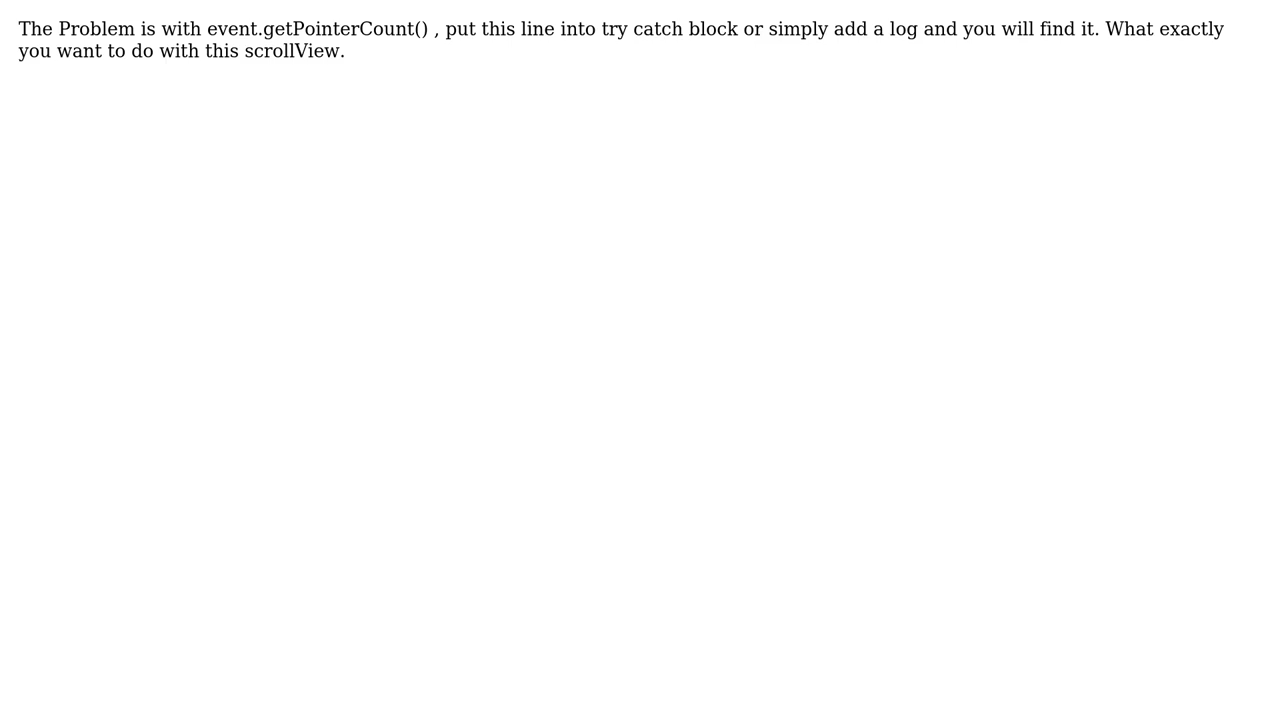 The Problem is with event.getPointerCount() , put this line into try catch block or simply add a log and you will find it. What exactly
you want to do with this scrollView.